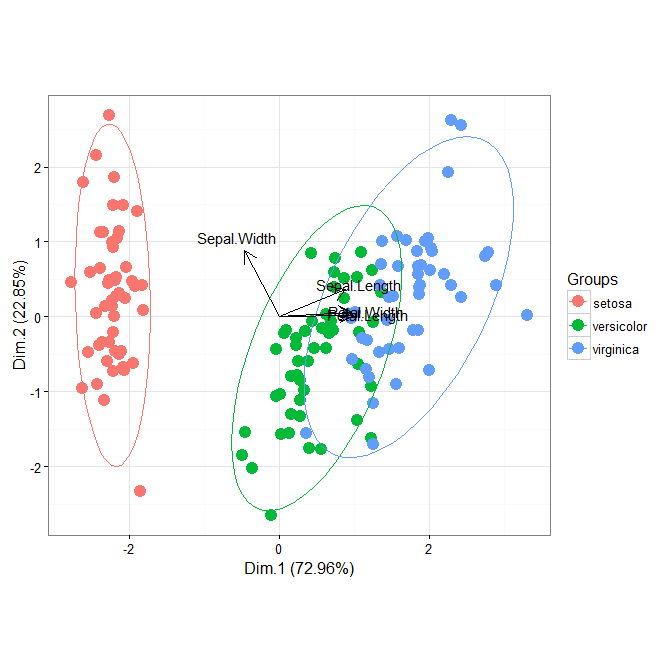 2
1
0
-1
-2
Dim.2 (22.85%)
Sepal.Width
Sepal.Length
Petal.Width
Petal.Length
-2
0
2
Dim.1 (72.96%)
Groups
setosa
versicolor
virginica